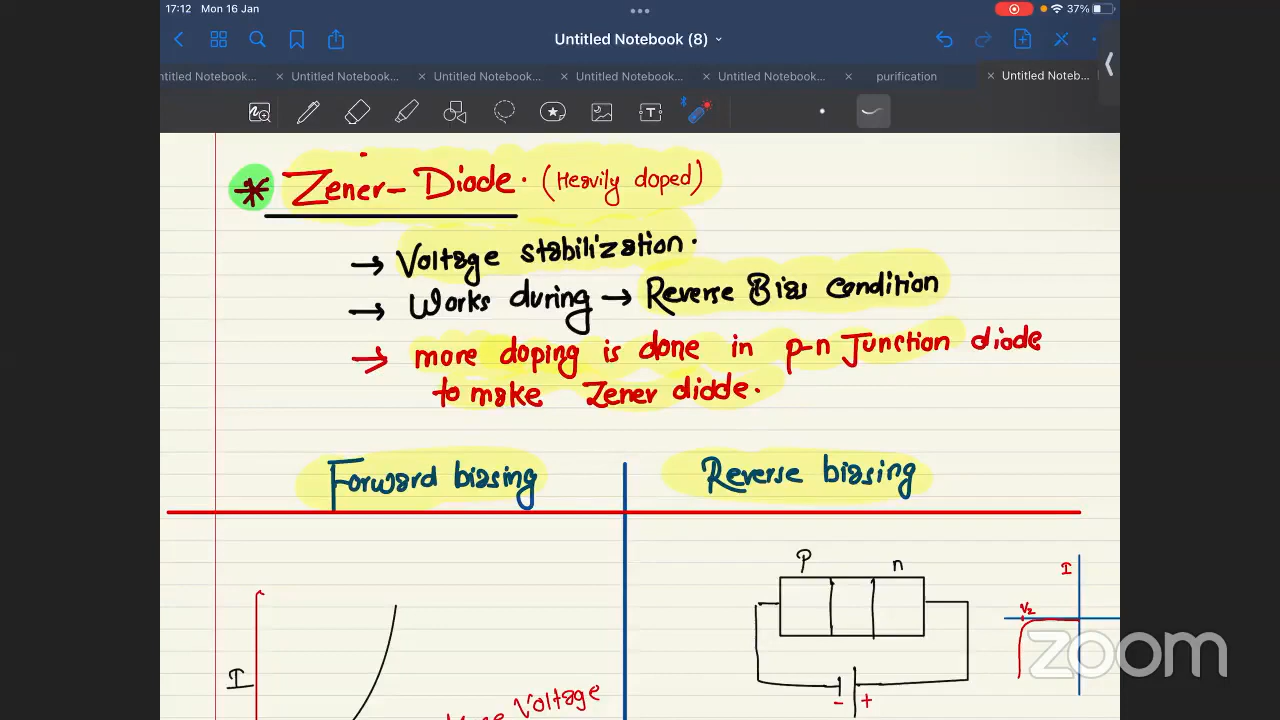 17:12 Mon 16 Jan
37%
Untitled Notebook (8)
ntitled Notebook... Untitled Notebook... Untitled Notebook... Untitled Notebook... Untitled Notebook... purification Untitled Noteb...
* Zener-Diode. (Heavily doped)
→ Voltage stabilization.
→ Works during → Reverse Bias Condition
→ more doping is done in p-n Junction diode
to make Zener diode.
Forward biasing
Reverse biasing
P n
I
Vz
I
- +
Voltage
zoom